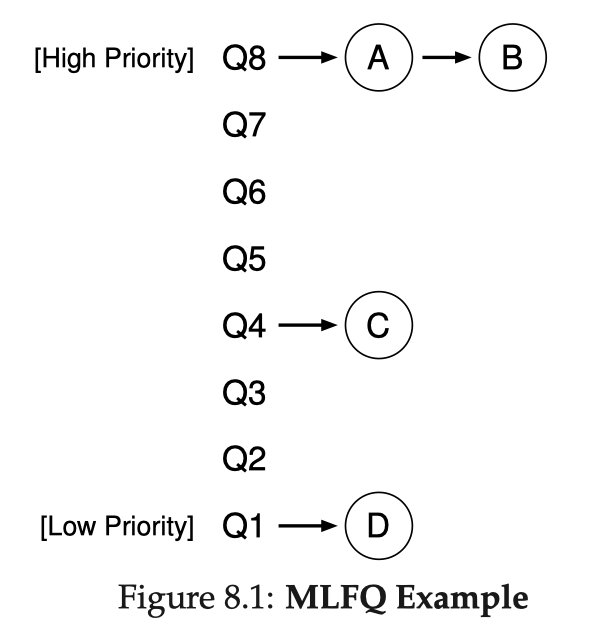 [High Priority] Q8 A B
Q7
Q6
Q5
Q4 C
Q3
Q2
[Low Priority] Q1 D
Figure 8.1: MLFQ Example